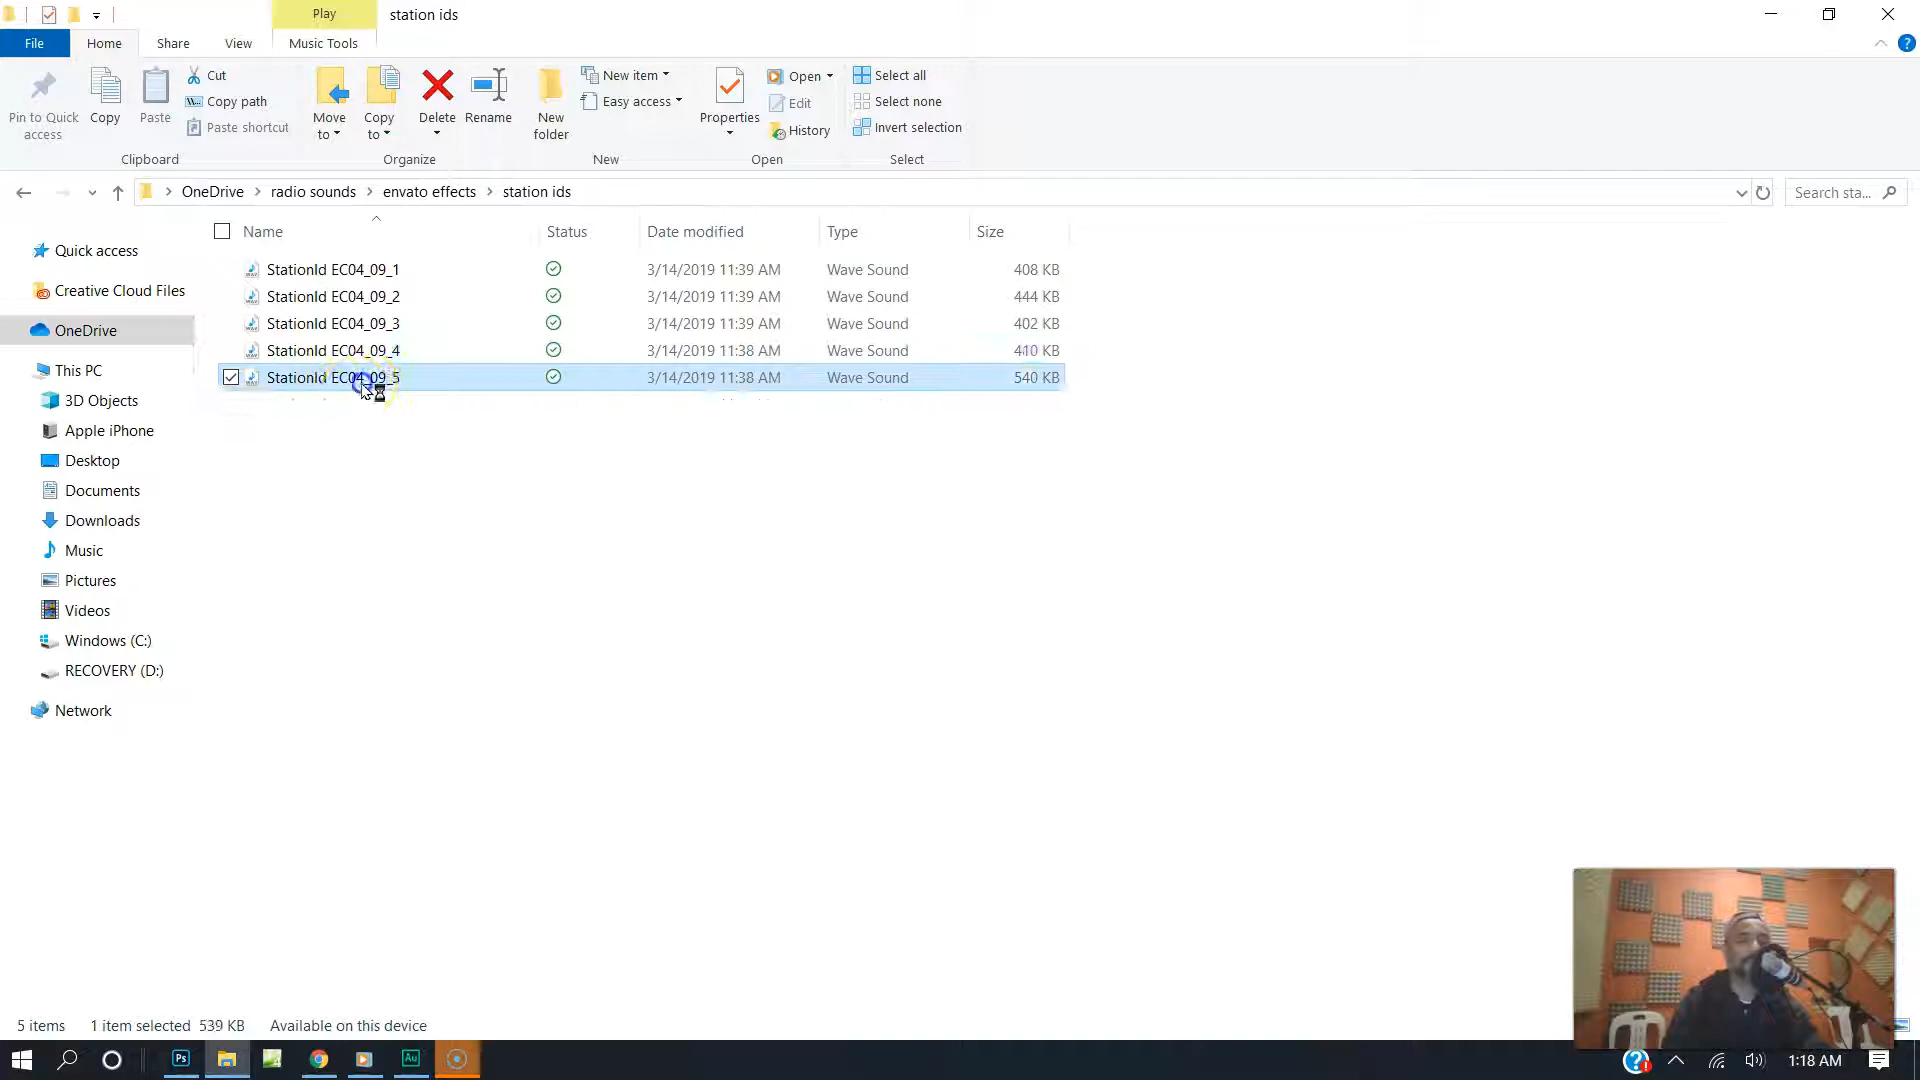 Play
station ids
File
Home
Share
View
Music Tools
Pin to Quick access
Copy
Paste
Cut
Copy path
Paste shortcut
Clipboard
Move to
Copy to
Delete
Rename
Organize
New folder
New item
Easy access
New
Properties
Open
Edit
History
Open
Select all
Select none
Invert selection
Select
OneDrive
radio sounds
envato effects
station ids
Search sta...
Name Status Date modified Type Size
StationId EC04_09_1 3/14/2019 11:39 AM Wave Sound 408 KB
StationId EC04_09_2 3/14/2019 11:39 AM Wave Sound 444 KB
StationId EC04_09_3 3/14/2019 11:39 AM Wave Sound 402 KB
StationId EC04_09_4 3/14/2019 11:38 AM Wave Sound 410 KB
StationId EC04_09_5 3/14/2019 11:38 AM Wave Sound 540 KB
Quick access
Creative Cloud Files
OneDrive
This PC
3D Objects
Apple iPhone
Desktop
Documents
Downloads
Music
Pictures
Videos
Windows (C:)
RECOVERY (D:)
Network
5 items 1 item selected 539 KB Available on this device
Ps
Au
1:18 AM